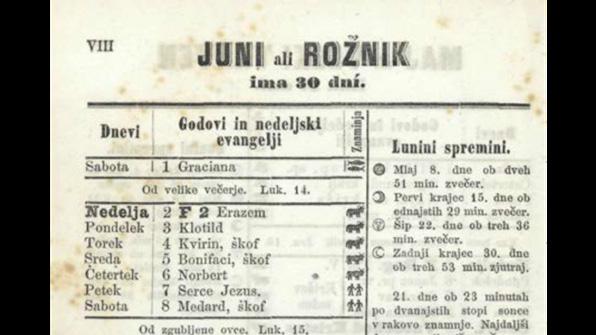 VIII
JUNI ali ROŽNIK
ima 30 dní.
Dnevi
Godovi in nedeljski
evangelji
Znaminja
Sabota 1 Graciana
Od velike večerje. Luk. 14.
Nedelja 2 F 2 Erazem
Pondelek 3 Klotild
Torek 4 Kvirin, škof
Sreda 5 Bonifaci, škof
Četertek 6 Norbert
Petek 7 Serce Jezus.
Sabota 8 Medard, škof
Od zgubljene ovce. Luk. 15.
Lunini spremini.
Mlaj 8. dne ob dveh
51 min. zvečer.
Pervi krajec 15. dne ob
ednajstih 29 min. zvečer.
Šip 22. dne ob treh 36
min. zvečer.
Zadnji krajec 30. dne
ob treh 53 min. zjutraj.
21. dne ob 23 minutah
po dvanajstih stopi sonce
v rakovo znamnje. Najdaljši